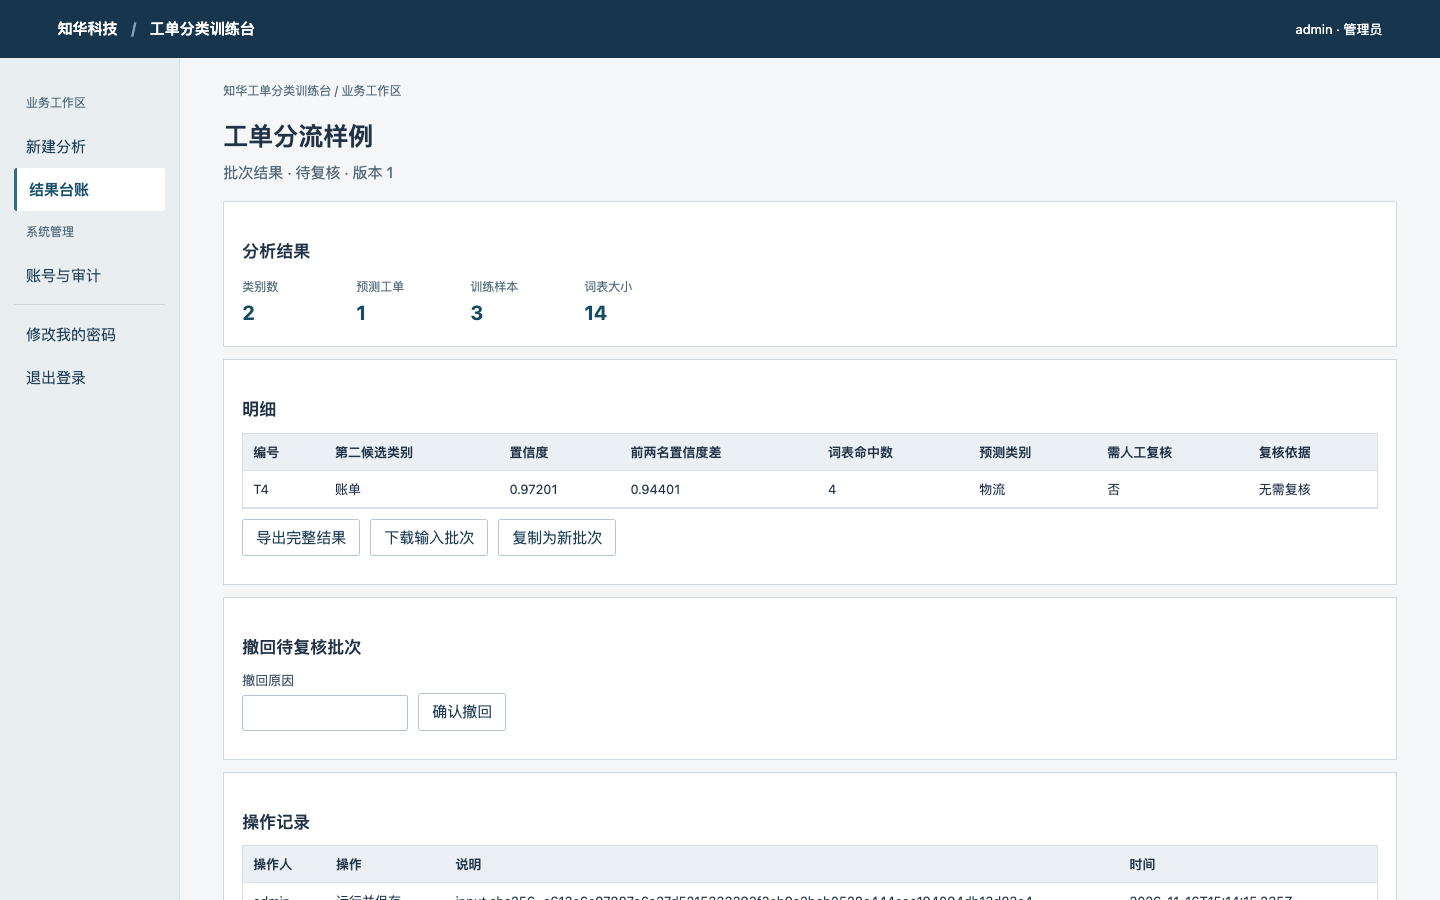 知华科技 / 工单分类训练台
admin · 管理员
业务工作区
新建分析
结果台账
系统管理
账号与审计
修改我的密码
退出登录
知华工单分类训练台 / 业务工作区
工单分流样例
批次结果 · 待复核 · 版本 1
分析结果
类别数 预测工单 训练样本 词表大小
2 1 3 14
明细
编号 第二候选类别 置信度 前两名置信度差 词表命中数 预测类别 需人工复核 复核依据
T4 账单 0.97201 0.94401 4 物流 否 无需复核
导出完整结果 下载输入批次 复制为新批次
撤回待复核批次
撤回原因
确认撤回
操作记录
操作人 操作 说明 时间
admin 运行并保存